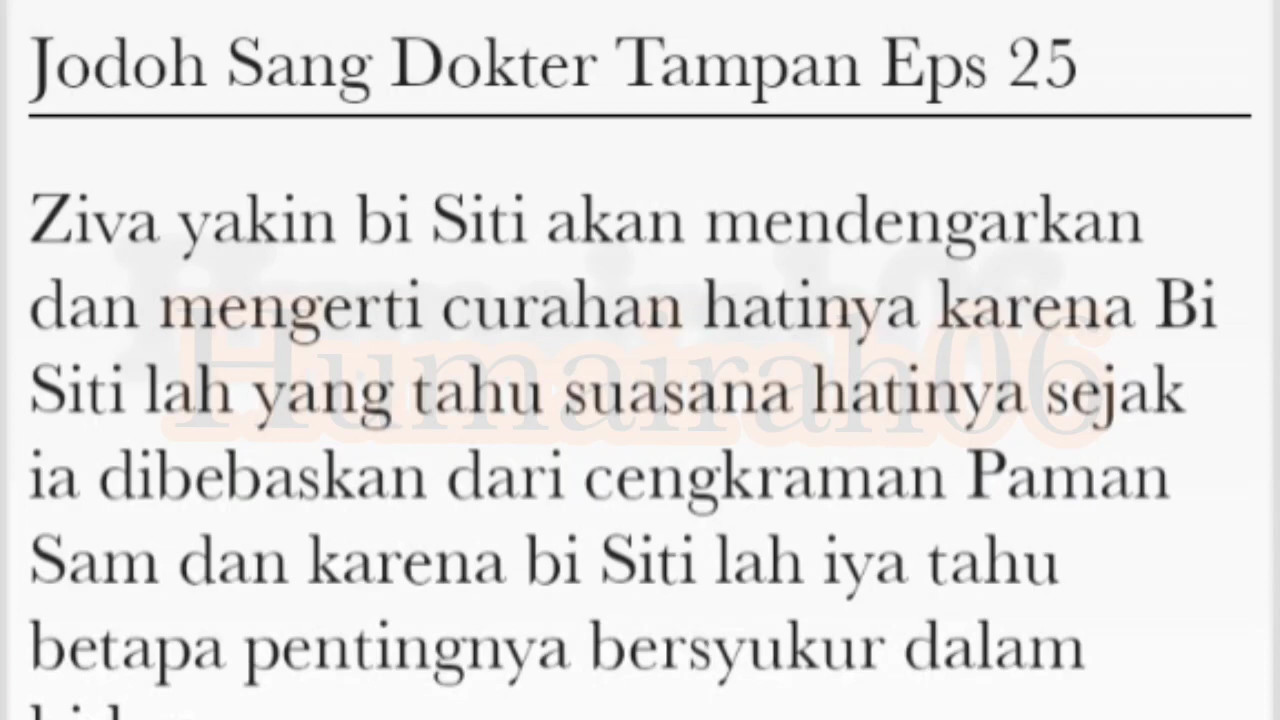 Jodoh Sang Dokter Tampan Eps 25
Ziva yakin bi Siti akan mendengarkan
dan mengerti curahan hatinya karena Bi
Siti lah yang tahu suasana hatinya sejak
ia dibebaskan dari cengkraman Paman
Sam dan karena bi Siti lah iya tahu
betapa pentingnya bersyukur dalam
Humairah06